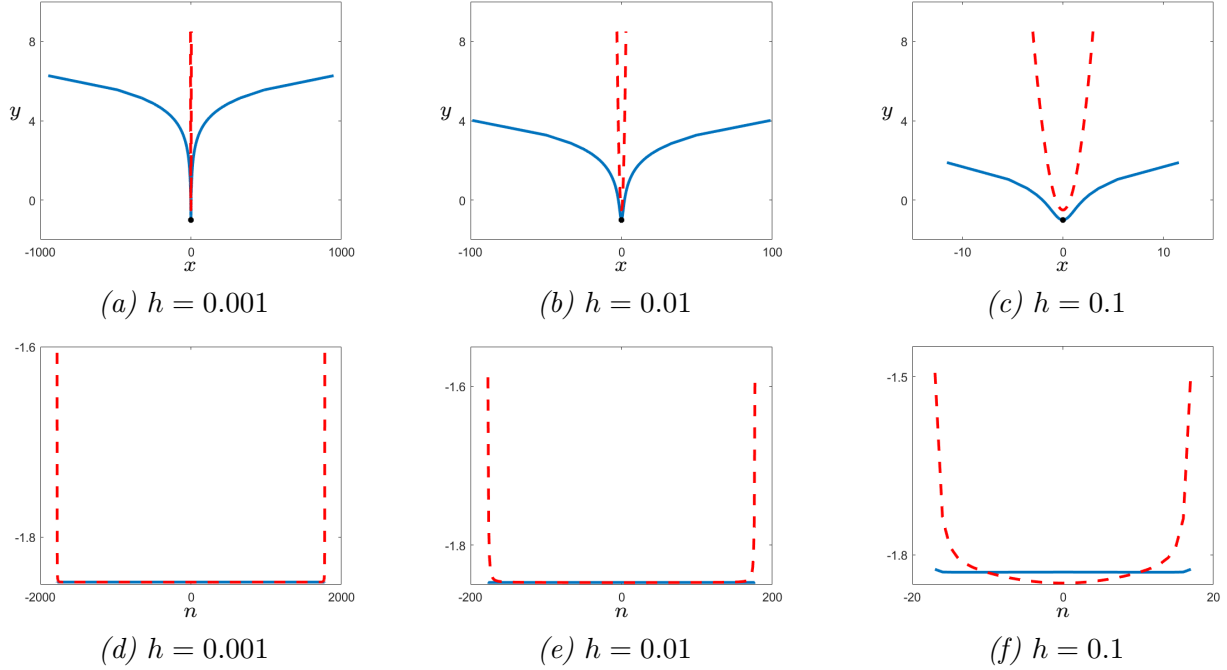 8
4
0
y
-1000 0 1000
x
(a) h = 0.001
8
4
0
y
-100 0 100
x
(b) h = 0.01
8
4
0
y
-10 0 10
x
(c) h = 0.1
-1.6
-1.8
-2000 0 2000
n
(d) h = 0.001
-1.6
-1.8
-200 0 200
n
(e) h = 0.01
-1.5
-1.8
-20 0 20
n
(f) h = 0.1